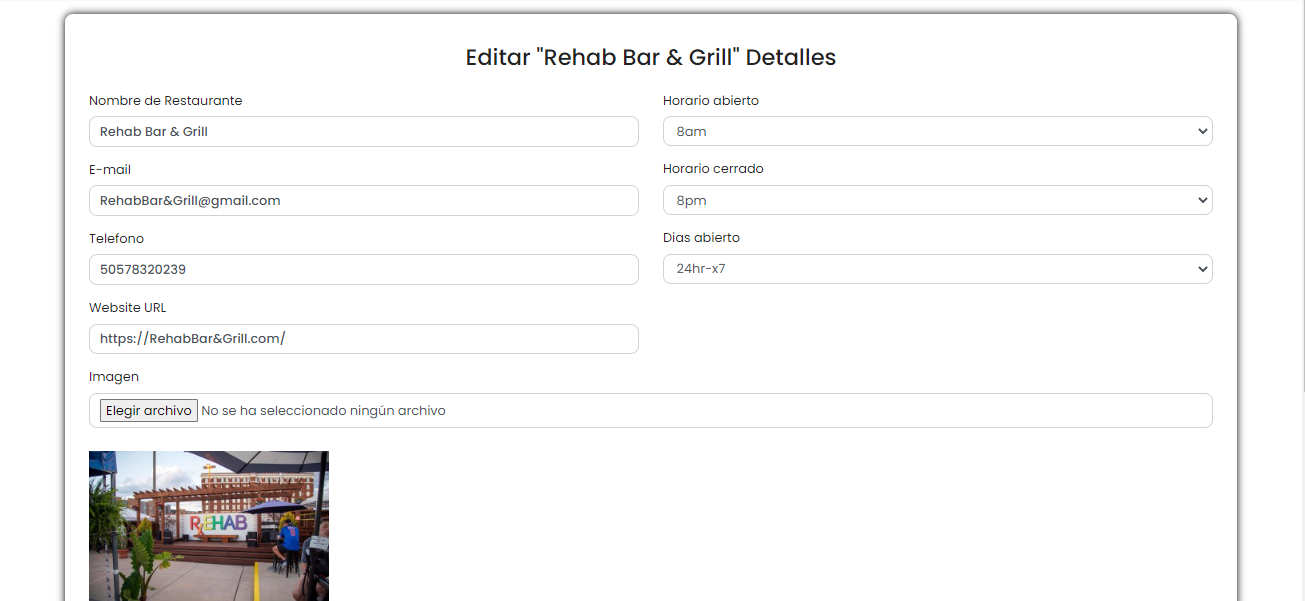 Editar "Rehab Bar & Grill" Detalles
Nombre de Restaurante
Rehab Bar & Grill
E-mail
RehabBar&Grill@gmail.com
Telefono
50578320239
Website URL
https://RehabBar&Grill.com/
Horario abierto
8am
Horario cerrado
8pm
Dias abierto
24hr-x7
Imagen
Elegir archivo No se ha seleccionado ningún archivo
REHAB